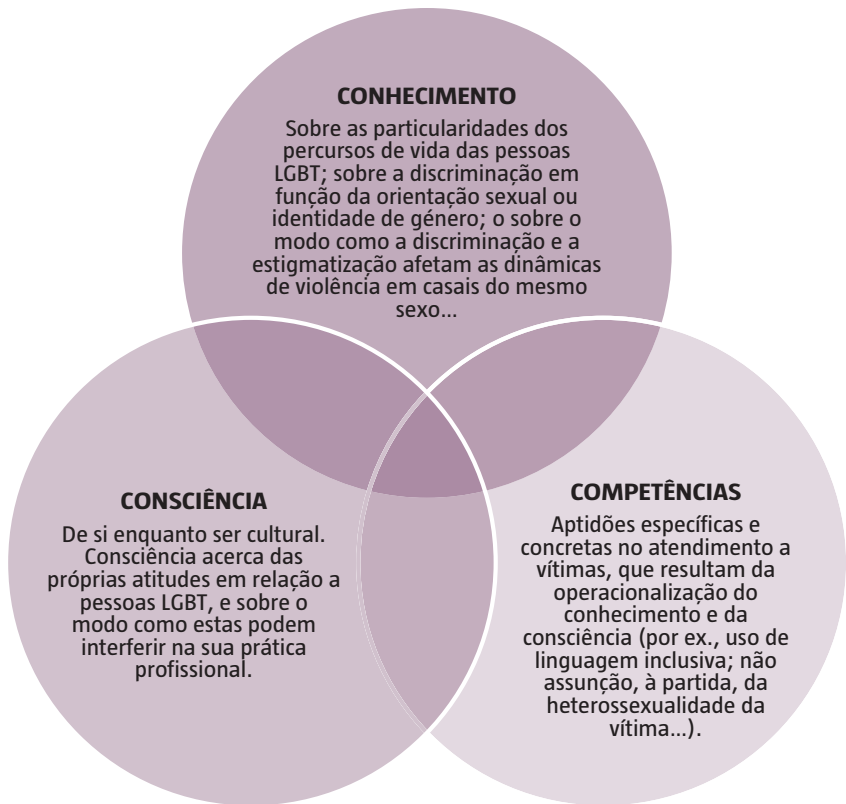 CONHECIMENTO
Sobre as particularidades dos
percursos de vida das pessoas
LGBT; sobre a discriminação em
função da orientação sexual ou
identidade de género; o sobre o
modo como a discriminação e a
estigmatização afetam as dinâmicas
de violência em casais do mesmo
sexo...
CONSCIÊNCIA
De si enquanto ser cultural.
Consciência acerca das
próprias atitudes em relação a
pessoas LGBT, e sobre o
modo como estas podem
interferir na sua prática
profissional.
COMPETÊNCIAS
Aptidões específicas e
concretas no atendimento a
vítimas, que resultam da
operacionalização do
conhecimento e da
consciência (por ex., uso de
linguagem inclusiva; não
assunção, à partida, da
heterossexualidade da
vítima...).